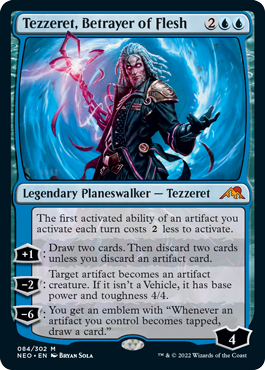 Tezzeret, Betrayer of Flesh 2
Legendary Planeswalker — Tezzeret
The first activated ability of an artifact you
activate each turn costs 2 less to activate.
+1: Draw two cards. Then discard two cards
unless you discard an artifact card.
-2: Target artifact becomes an artifact
creature. If it isn't a Vehicle, it has base
power and toughness 4/4.
-6: You get an emblem with "Whenever an
artifact you control becomes tapped,
draw a card."
4
084/302 M
NEO • EN BRYAN SOLA
™ & © 2022 Wizards of the Coast